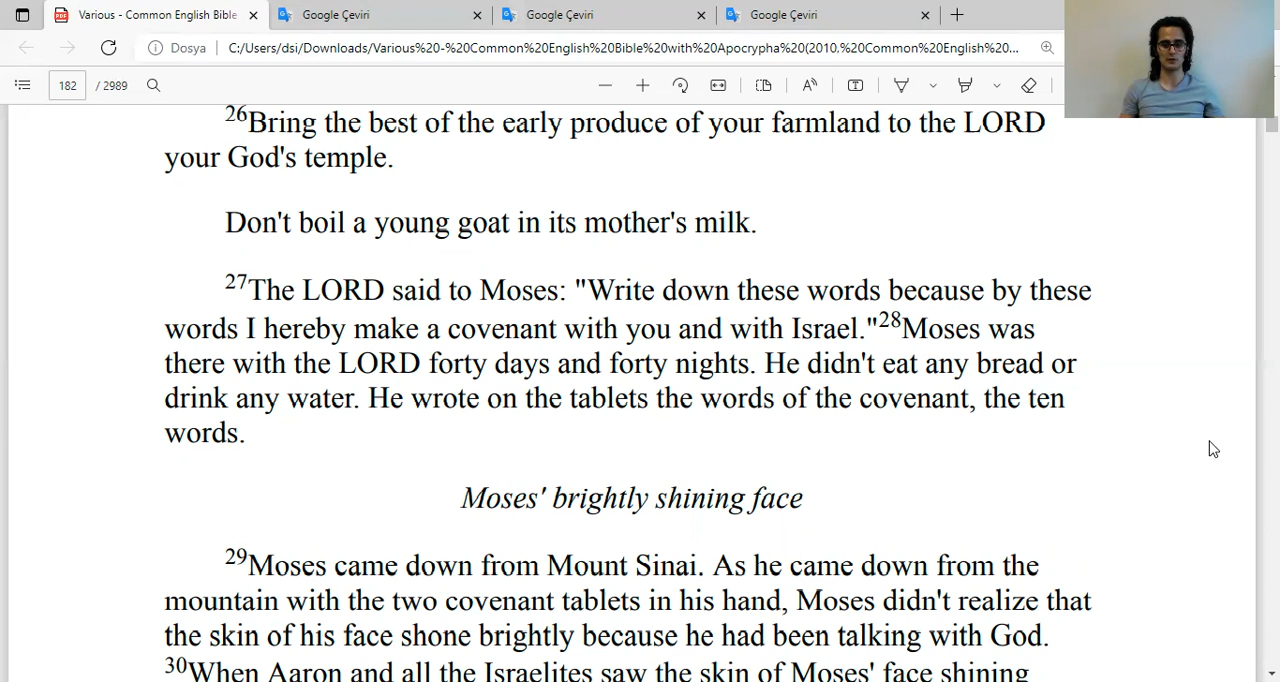 Various - Common English Bible
Google Çeviri
Google Çeviri
Google Çeviri
Dosya
C:/Users/dsi/Downloads/Various%20-%20Common%20English%20Bible%20with%20Apocrypha%20(2010.%20Common%20English%20...
182 / 2989
26Bring the best of the early produce of your farmland to the LORD
your God's temple.
Don't boil a young goat in its mother's milk.
27The LORD said to Moses: "Write down these words because by these
words I hereby make a covenant with you and with Israel."28Moses was
there with the LORD forty days and forty nights. He didn't eat any bread or
drink any water. He wrote on the tablets the words of the covenant, the ten
words.
Moses' brightly shining face
29Moses came down from Mount Sinai. As he came down from the
mountain with the two covenant tablets in his hand, Moses didn't realize that
the skin of his face shone brightly because he had been talking with God.
30When Aaron and all the Israelites saw the skin of Moses' face shining